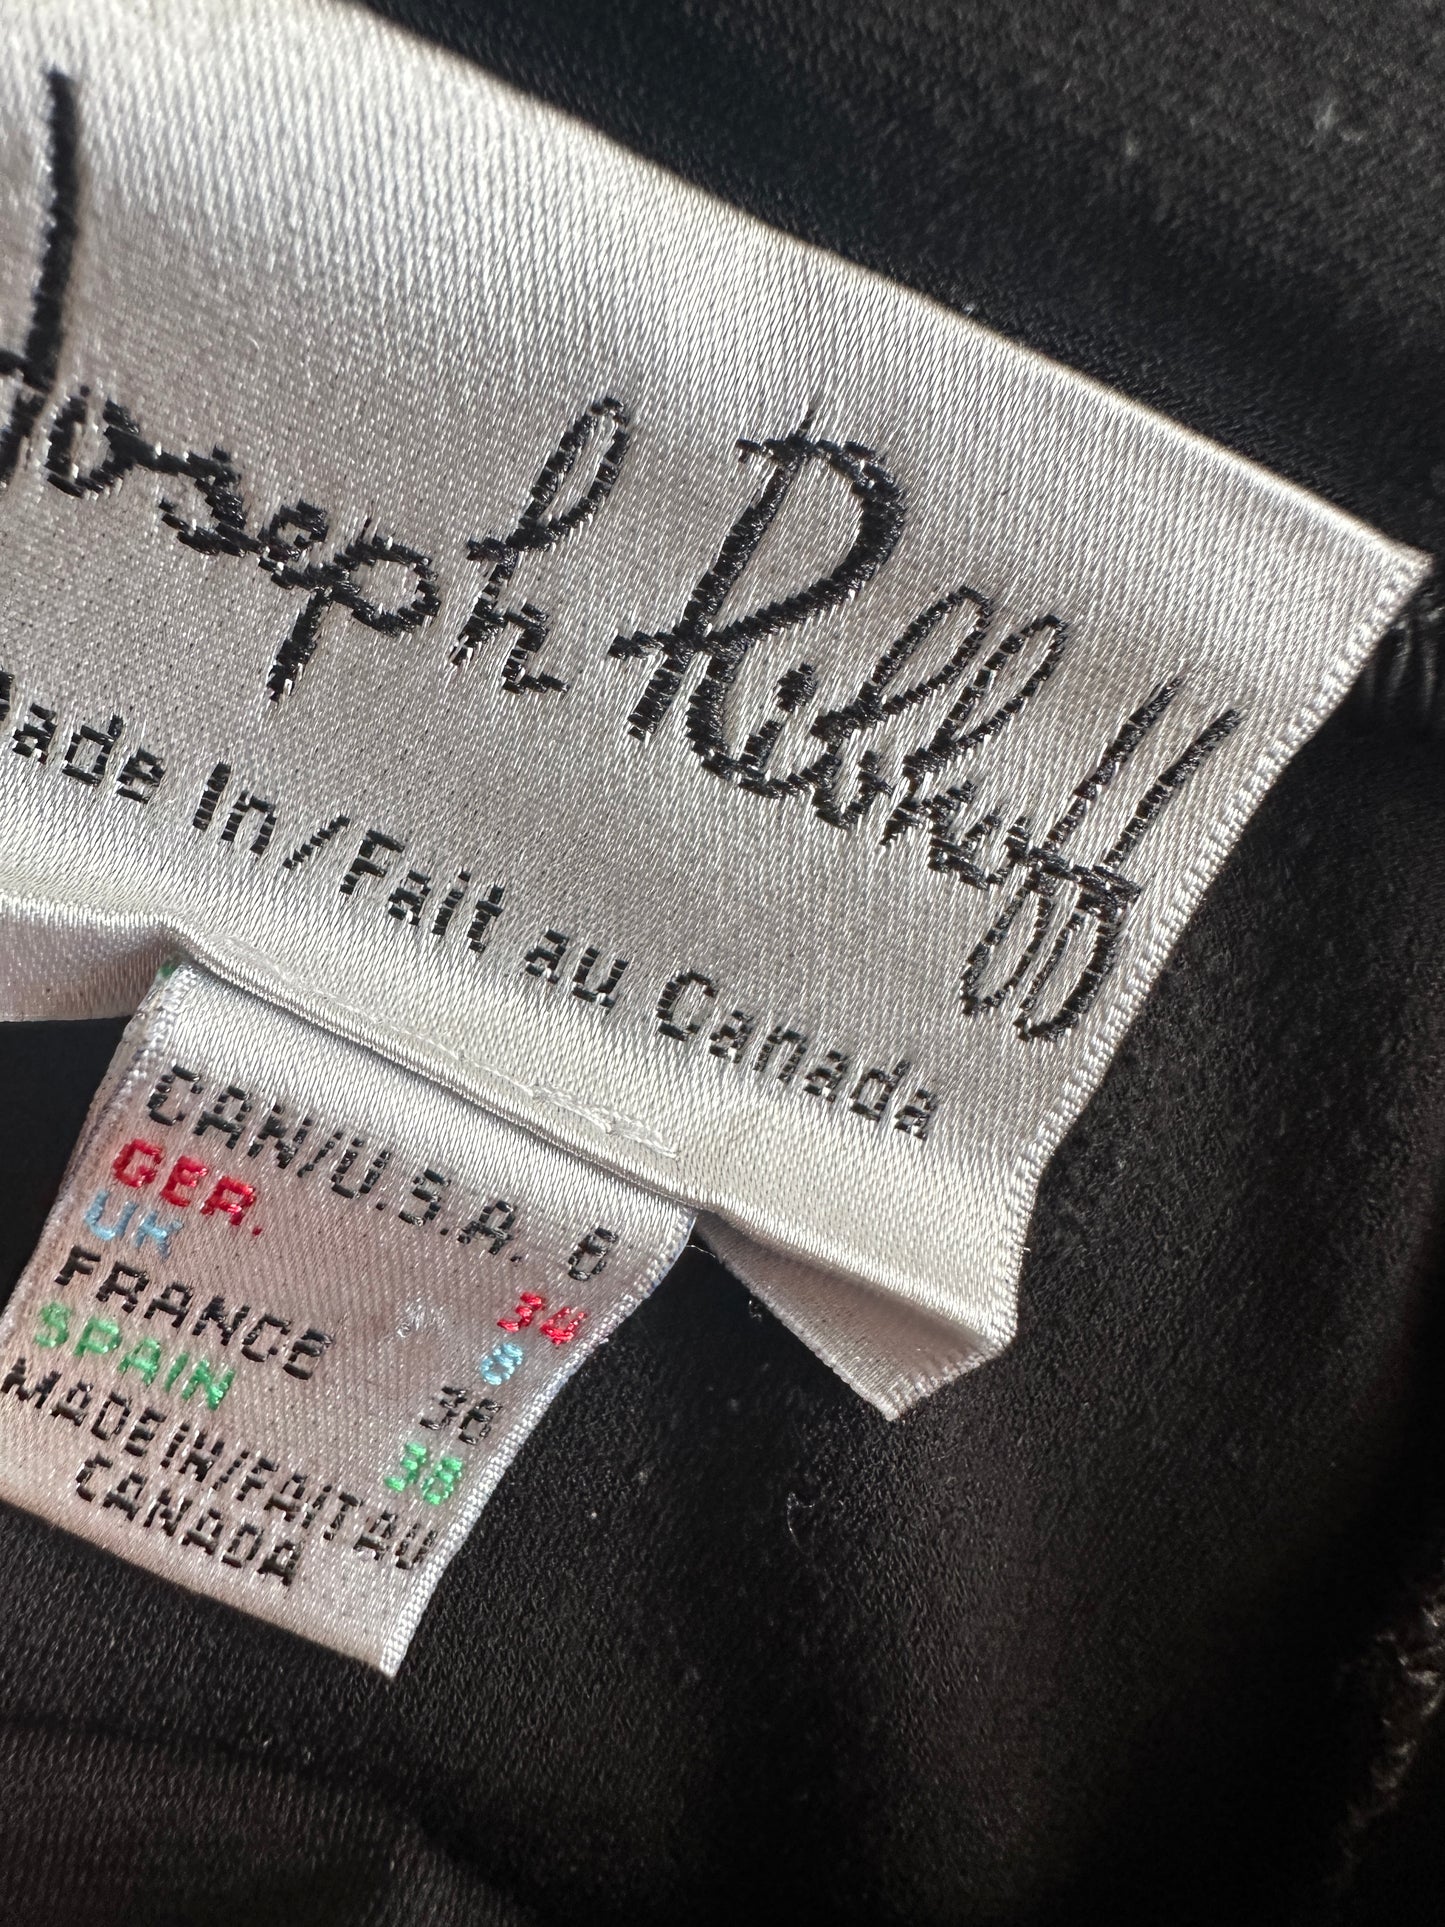 Joseph Ribkoff
Made In/Fait au Canada
CAN/U.S.A. 6
GER. 34
UK 8
FRANCE 36
SPAIN 38
MADE IN/FAIT AU
CANADA